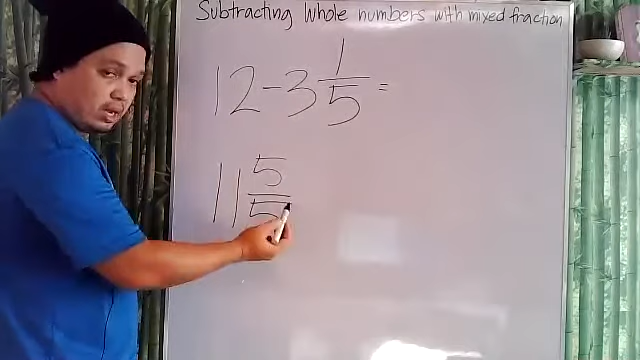 Subtracting Whole numbers with mixed fraction
12 - 3 1/5 =
11 5/5